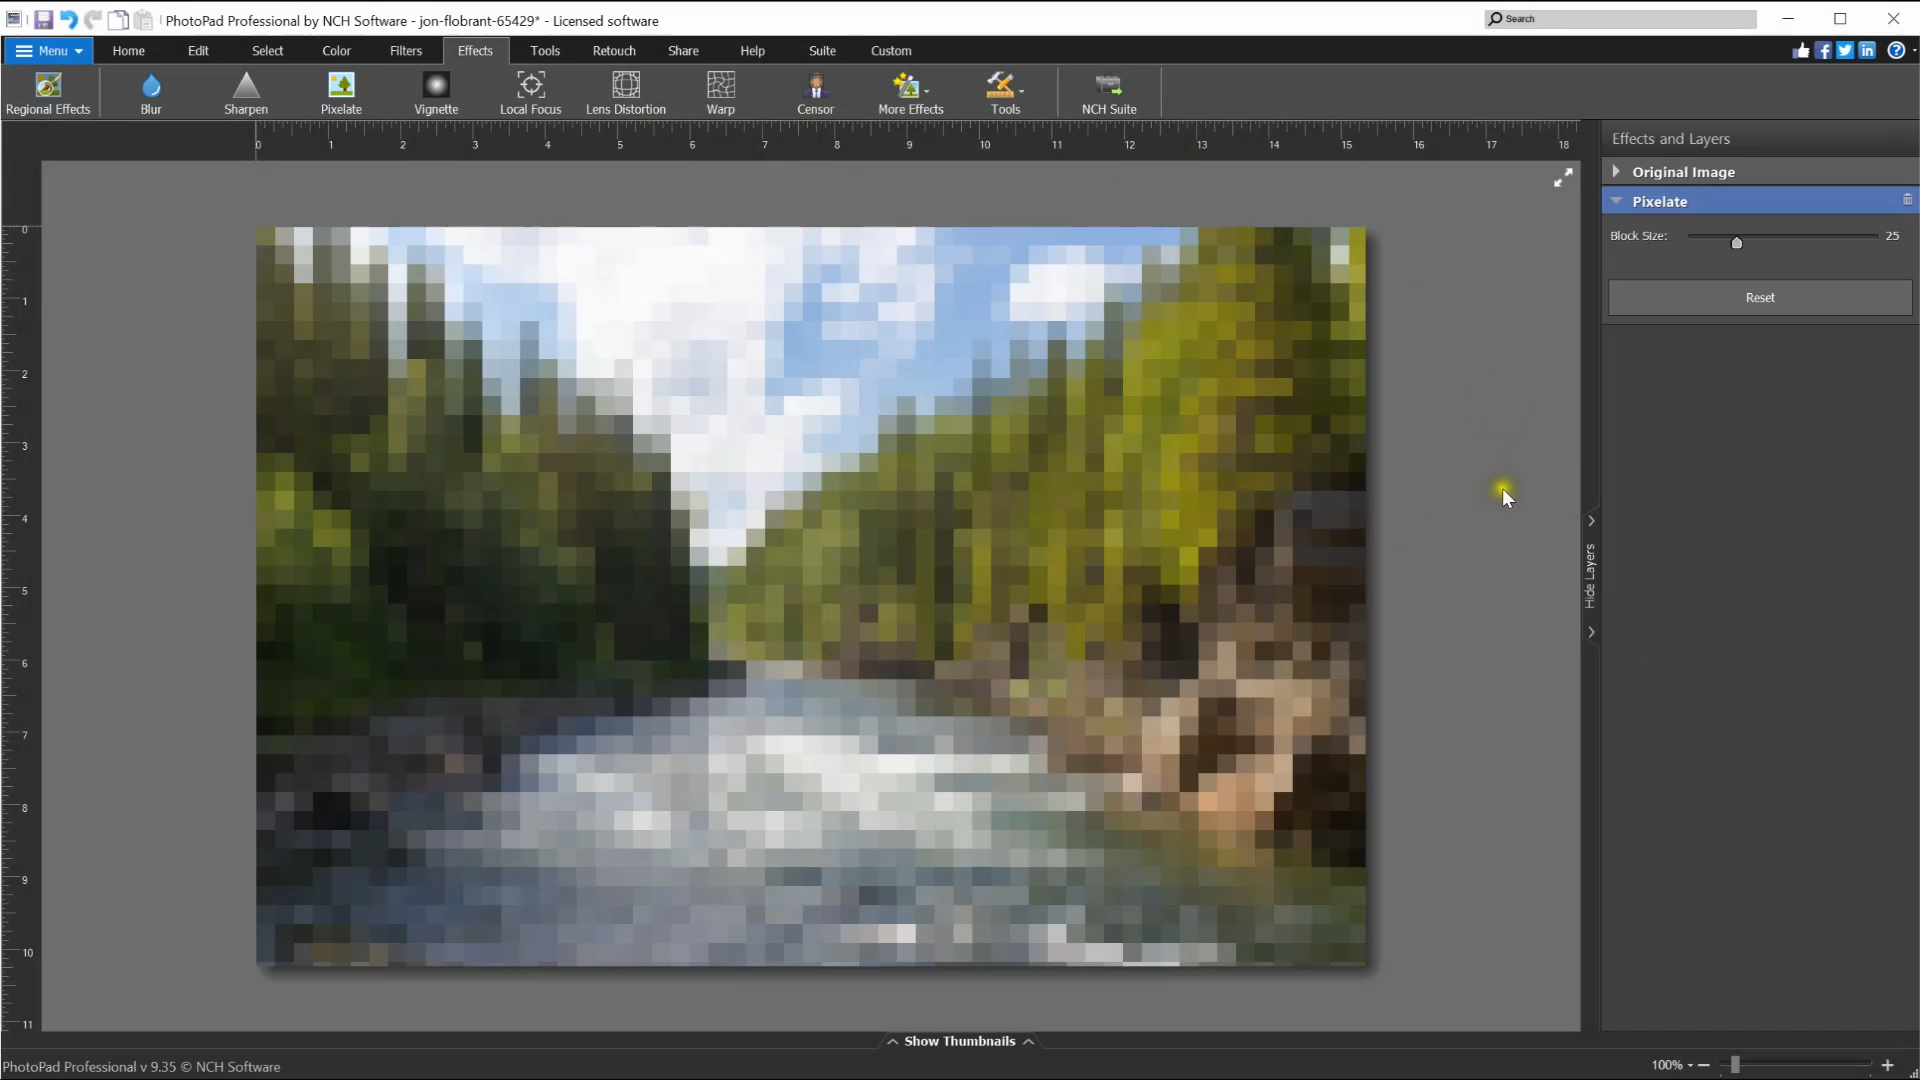 PhotoPad Professional by NCH Software - jon-flobrant-65429* - Licensed software
Search
Menu Home Edit Select Color Filters Effects Tools Retouch Share Help Suite Custom
Regional Effects Blur Sharpen Pixelate Vignette Local Focus Lens Distortion Warp Censor More Effects Tools NCH Suite
0 1 2 3 4 5 6 7 8 9 10 11 12 13 14 15 16 17 18
Effects and Layers
Original Image
Pixelate
Block Size: 25
Reset
0
1
2
3
4
5
6
7
8
9
10
11
Hide Layers
Show Thumbnails
PhotoPad Professional v 9.35 © NCH Software
100%